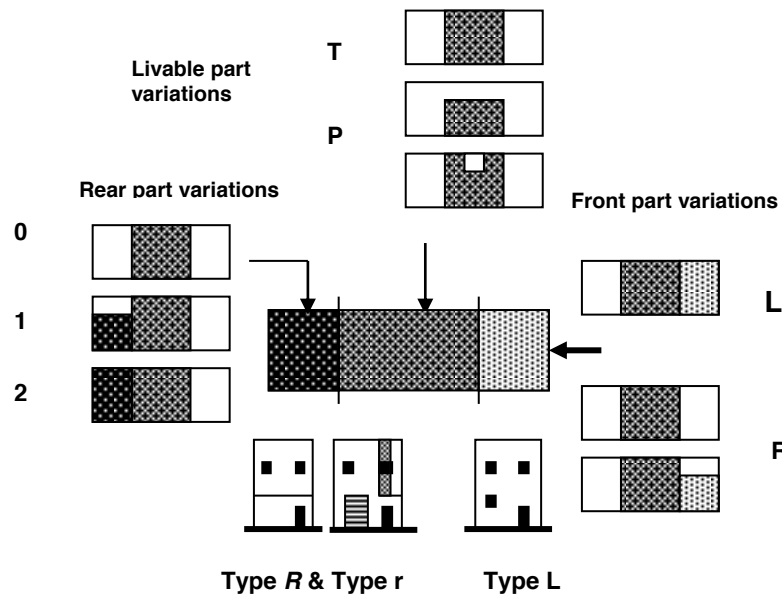 T
Livable part
variations
P
Rear part variations
Front part variations
0
L
1
2
R
Type R & Type r
Type L